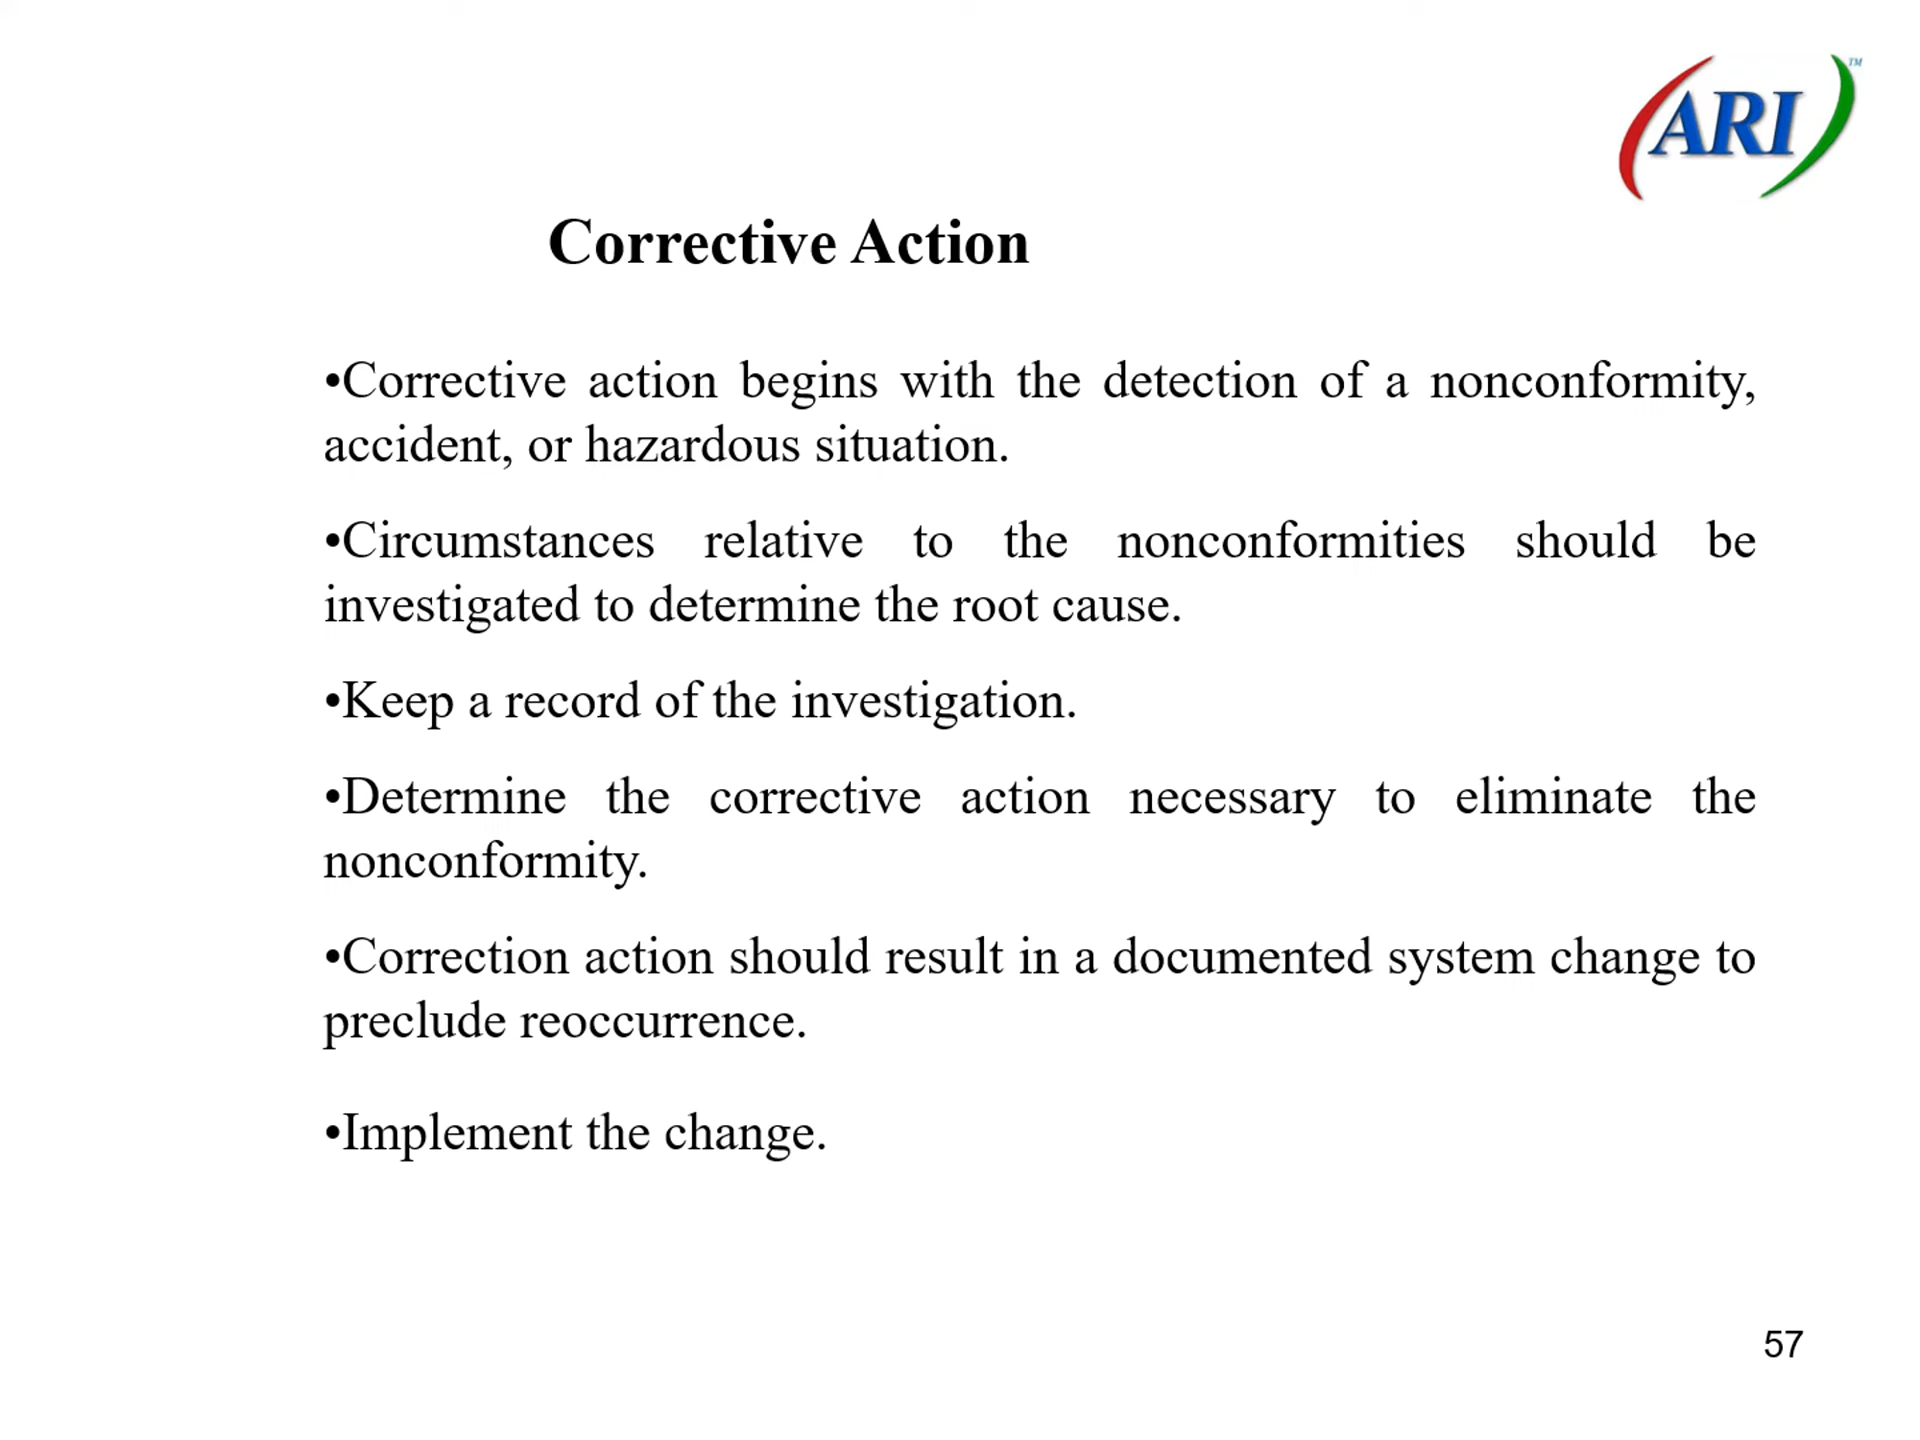 ARI™
Corrective Action
•Corrective action begins with the detection of a nonconformity,
accident, or hazardous situation.
•Circumstances relative to the nonconformities should be
investigated to determine the root cause.
•Keep a record of the investigation.
•Determine the corrective action necessary to eliminate the
nonconformity.
•Correction action should result in a documented system change to
preclude reoccurrence.
•Implement the change.
57